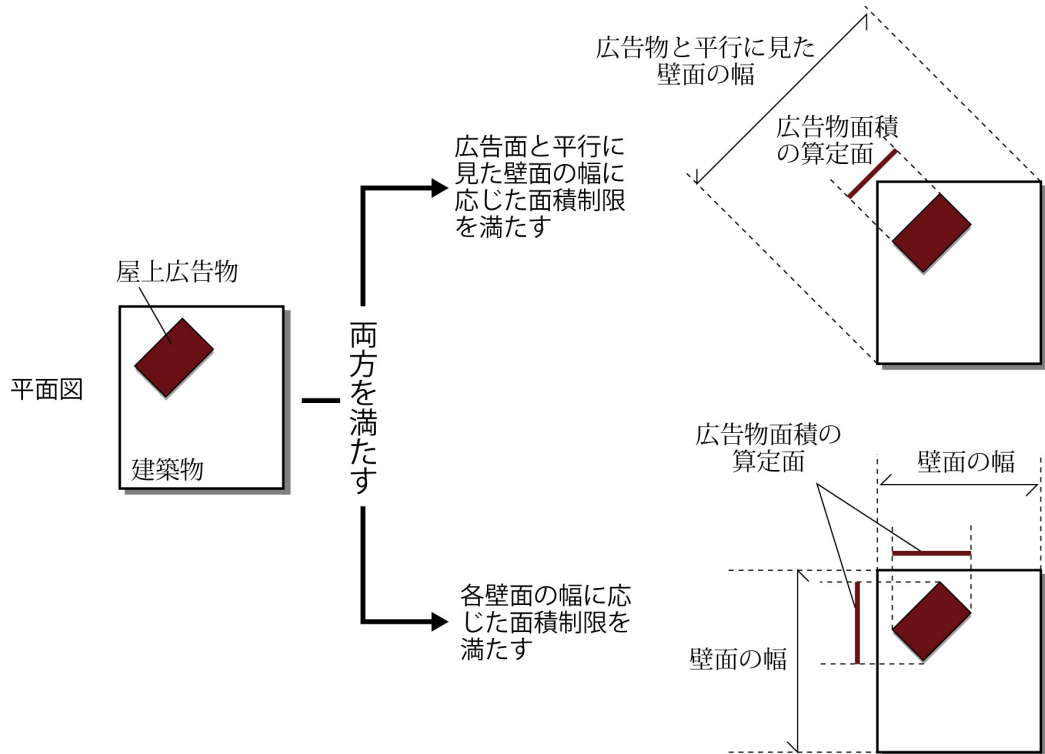 平面図
屋上広告物
建築物
両方を満たす
広告面と平行に
見た壁面の幅に
応じた面積制限
を満たす
広告物と平行に見た
壁面の幅
広告物面積
の算定面
各壁面の幅に応
じた面積制限を
満たす
広告物面積の
算定面
壁面の幅
壁面の幅